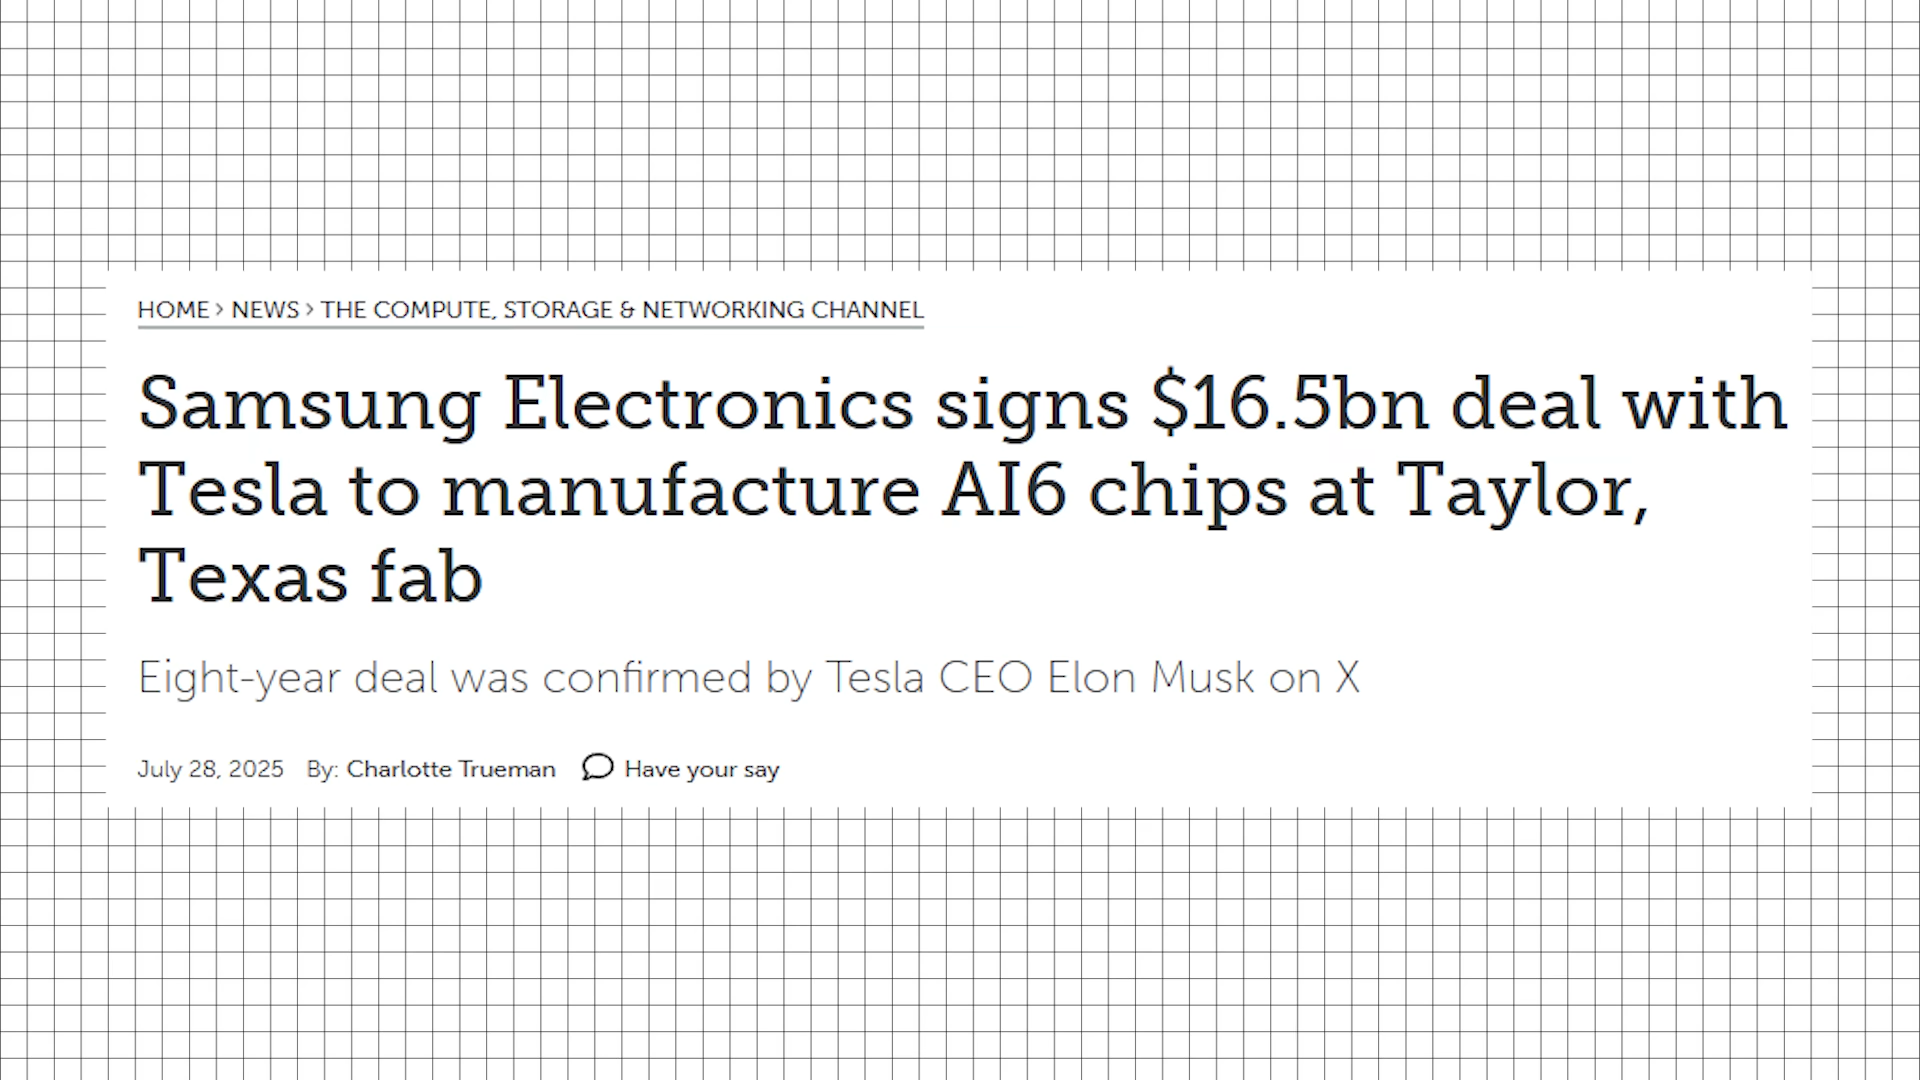 HOME > NEWS > THE COMPUTE, STORAGE & NETWORKING CHANNEL
Samsung Electronics signs $16.5bn deal with
Tesla to manufacture AI6 chips at Taylor,
Texas fab
Eight-year deal was confirmed by Tesla CEO Elon Musk on X
July 28, 2025 By: Charlotte Trueman Have your say